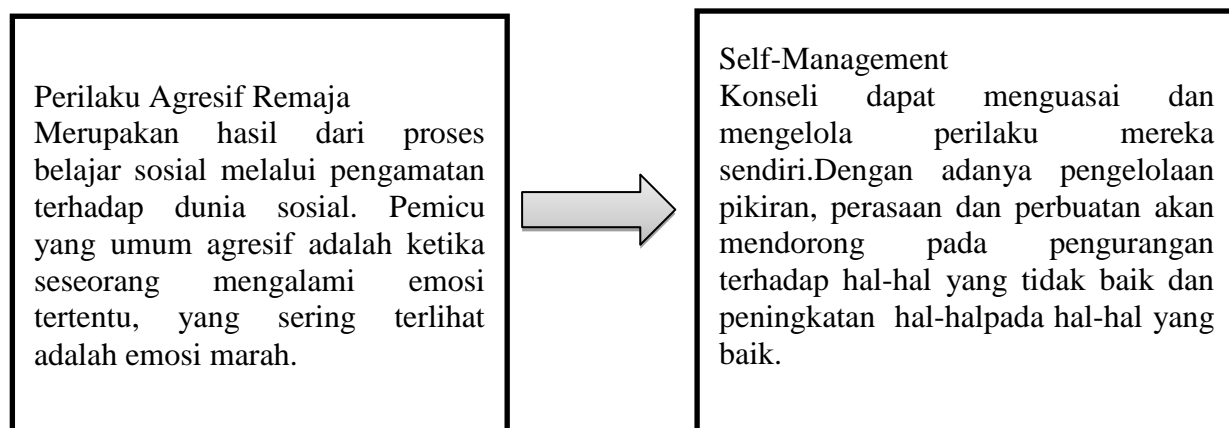 Perilaku Agresif Remaja
Merupakan hasil dari proses
belajar sosial melalui pengamatan
terhadap dunia sosial. Pemicu
yang umum agresif adalah ketika
seseorang mengalami emosi
tertentu, yang sering terlihat
adalah emosi marah.
Self-Management
Konseli dapat menguasai dan
mengelola perilaku mereka
sendiri.Dengan adanya pengelolaan
pikiran, perasaan dan perbuatan akan
mendorong pada pengurangan
terhadap hal-hal yang tidak baik dan
peningkatan hal-halpada hal-hal yang
baik.